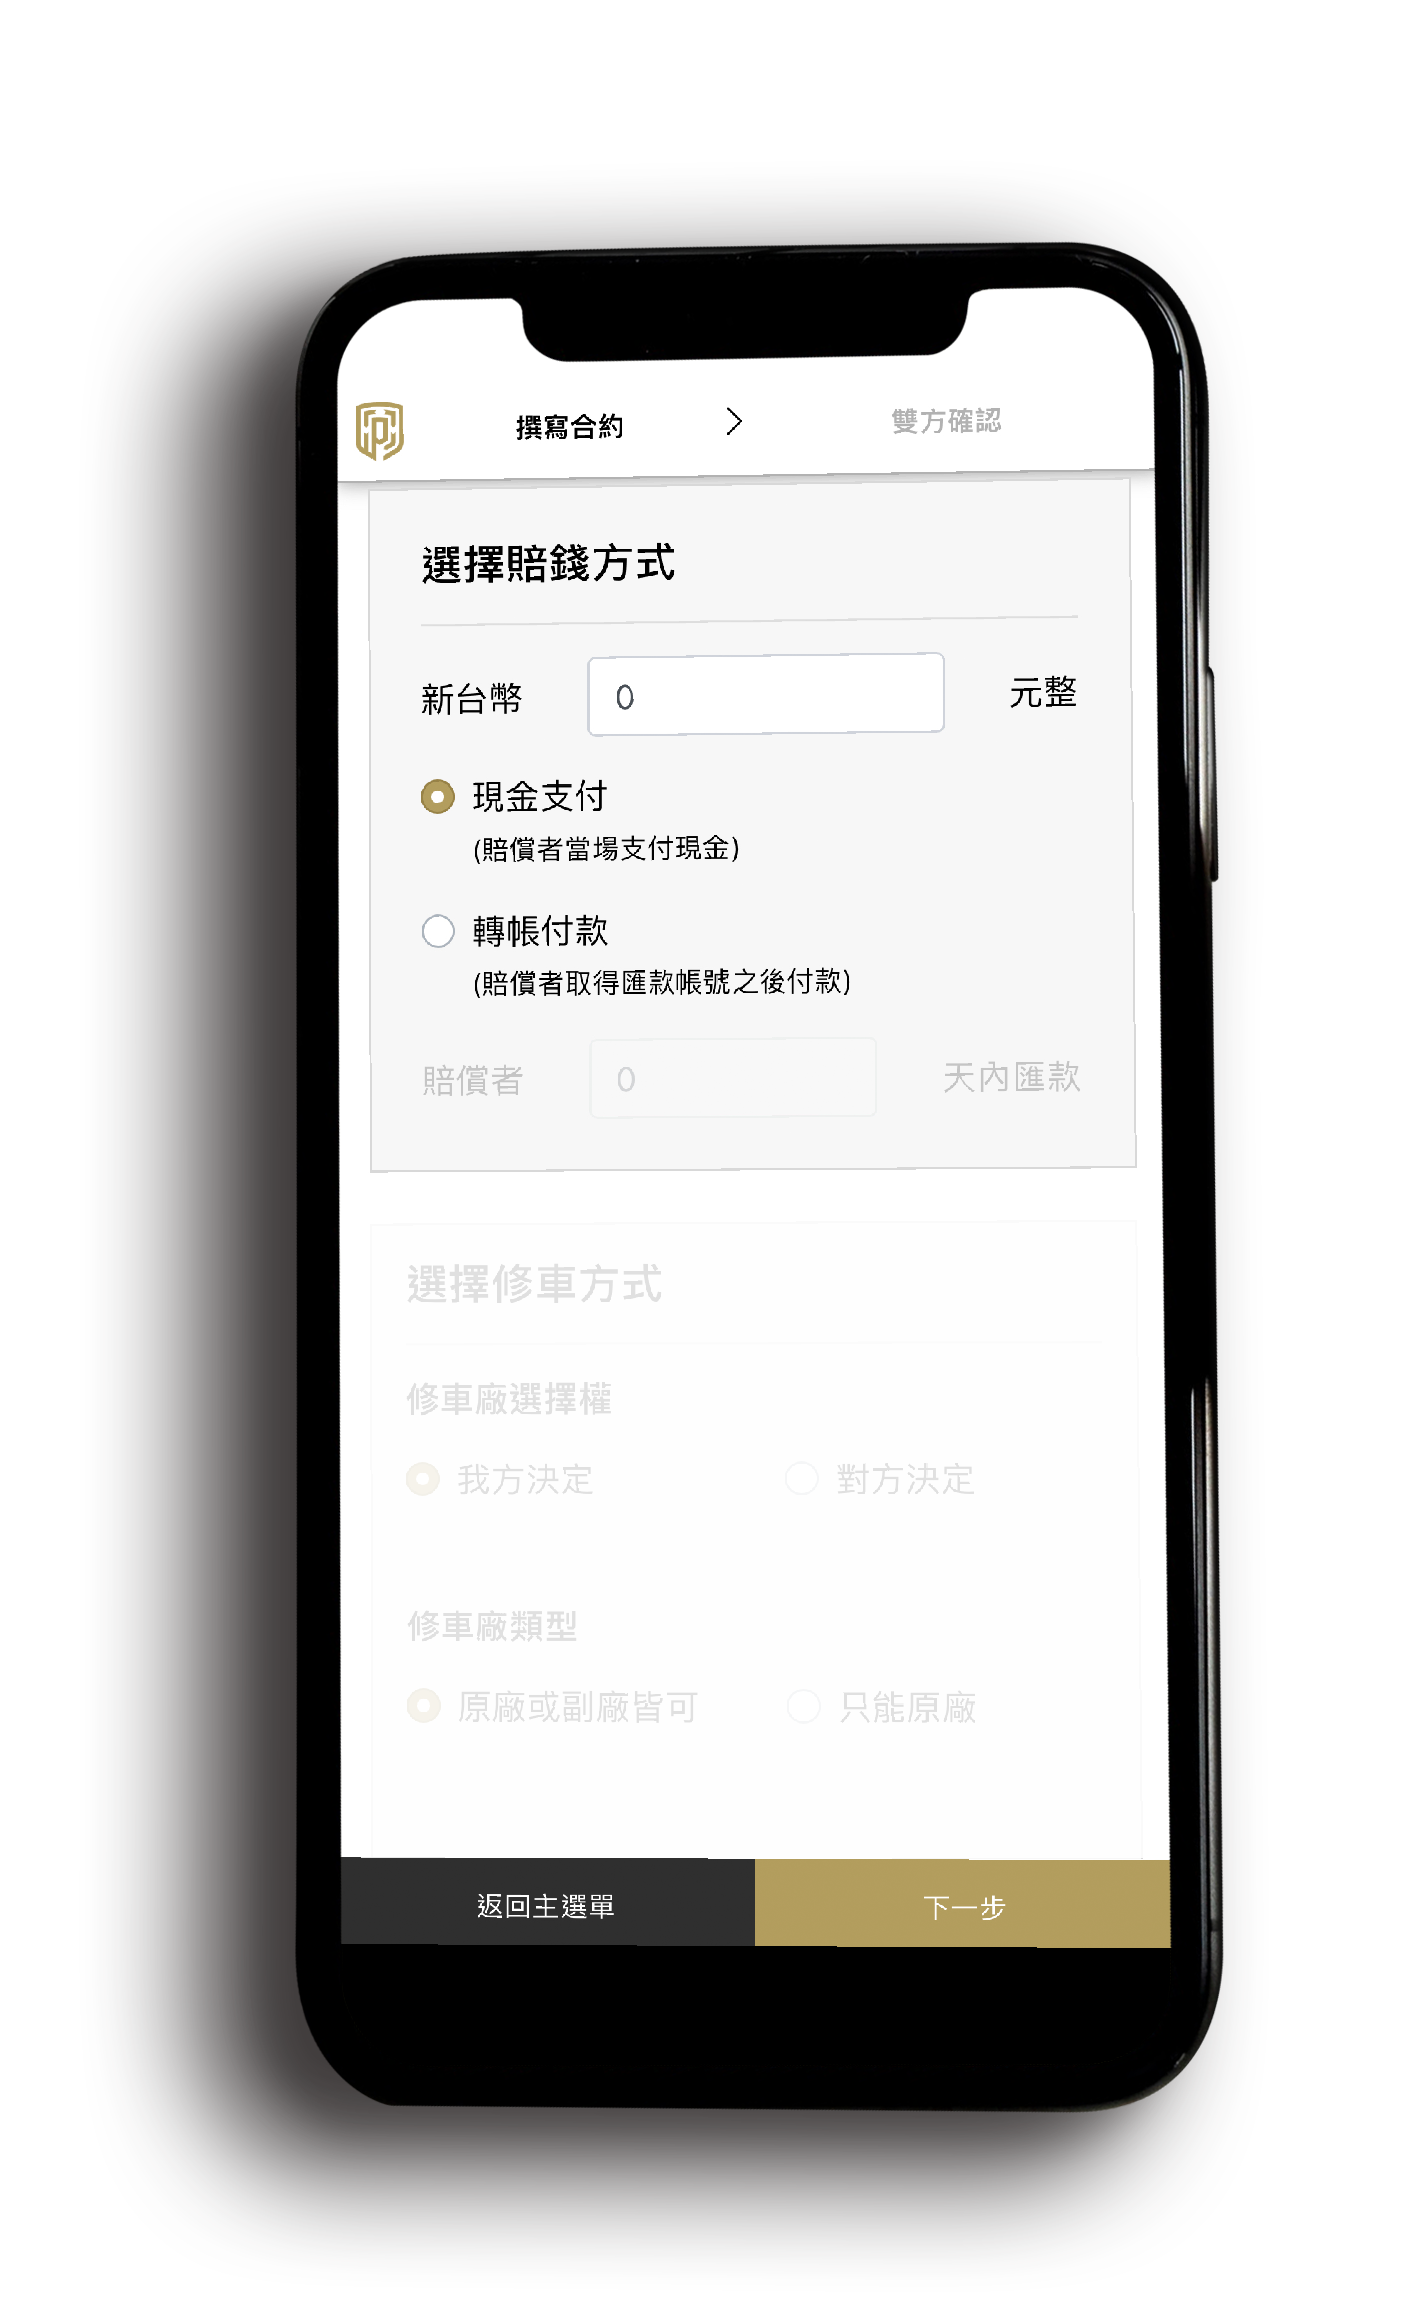 撰寫合約 > 雙方確認
選擇賠錢方式
新台幣 0 元整
現金支付
(賠償者當場支付現金)
轉帳付款
(賠償者取得匯款帳號之後付款)
賠償者 0 天內匯款
選擇修車方式
修車廠選擇權
我方決定 對方決定
修車廠類型
原廠或副廠皆可 只能原廠
返回主選單 下一步